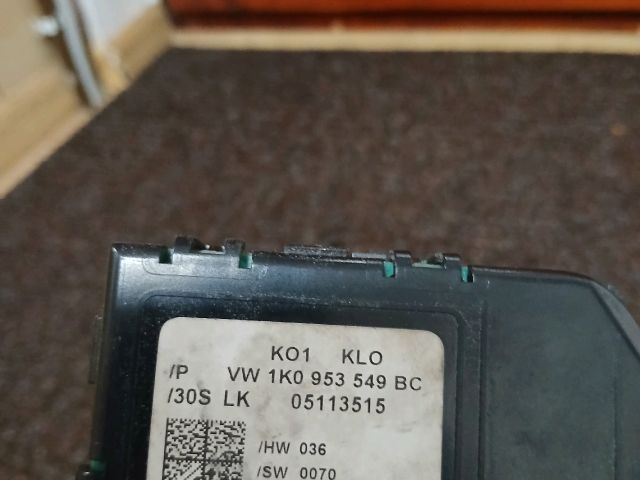 KO1 KLO
/P VW 1K0 953 549 BC
/30S LK 05113515
/HW 036
/SW 0070